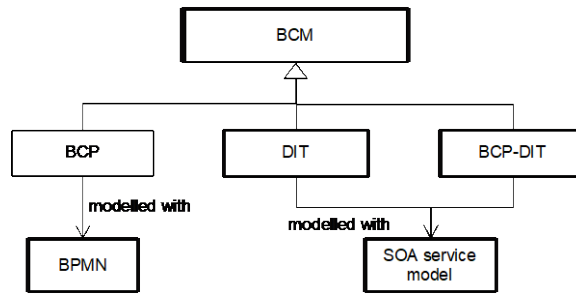 BCM
BCP
DIT
BCP-DIT
modelled with
modelled with
BPMN
SOA service
model